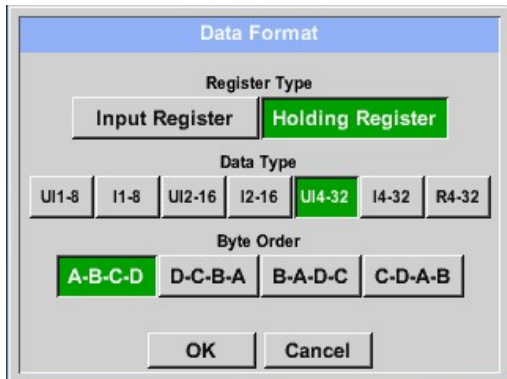 Data Format
Register Type
Input Register Holding Register
Data Type
UI1-8 I1-8 UI2-16 I2-16 UI4-32 I4-32 R4-32
Byte Order
A-B-C-D D-C-B-A B-A-D-C C-D-A-B
OK Cancel